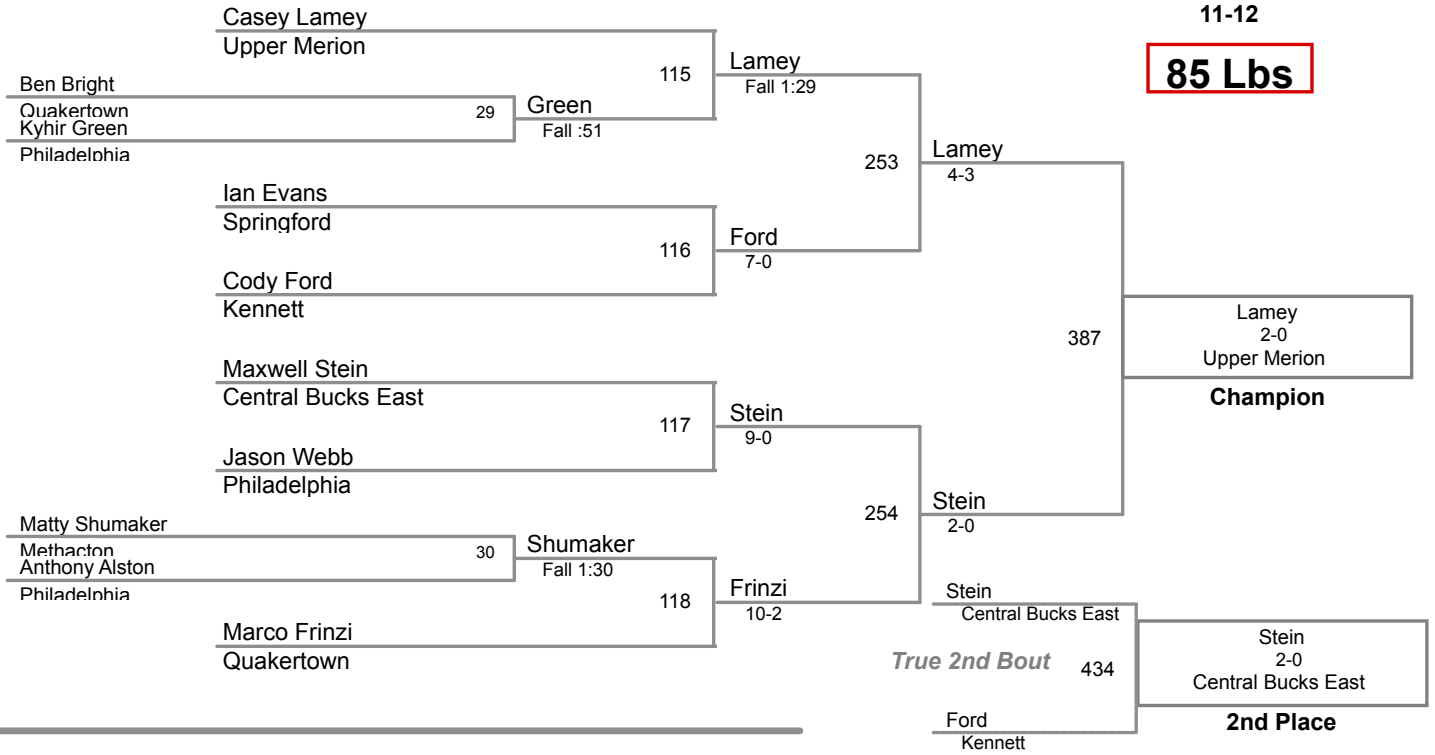 11-12
85 Lbs
Casey Lamey
Upper Merion
115
Lamey
Fall 1:29
Ben Bright
Quakertown
Kyhir Green
Philadelphia
29
Green
Fall :51
253
Lamey
4-3
Ian Evans
Springford
116
Ford
7-0
Cody Ford
Kennett
387
Lamey
2-0
Upper Merion
Champion
Maxwell Stein
Central Bucks East
117
Stein
9-0
Jason Webb
Philadelphia
254
Stein
2-0
Matty Shumaker
Methacton
Anthony Alston
Philadelphia
30
Shumaker
Fall 1:30
118
Frinzi
10-2
Marco Frinzi
Quakertown
Stein
Central Bucks East
True 2nd Bout
434
Stein
2-0
Central Bucks East
2nd Place
Ford
Kennett